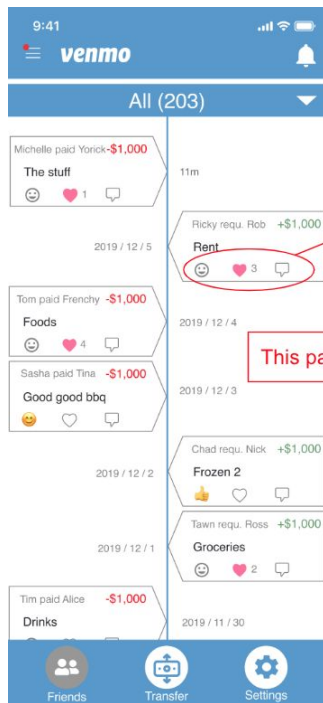 9:41
venmo
All (203)
Michelle paid Yorick-$1,000
The stuff
1
11m
Ricky requ. Rob +$1,000
2019 / 12 / 5
Rent
3
Tom paid Frenchy -$1,000
Foods
2019 / 12 / 4
4
This pa
Sasha paid Tina -$1,000
Good good bbq
2019 / 12 / 3
Chad requ. Nick +$1,000
Frozen 2
2019 / 12 / 2
Tawn requ. Ross +$1,000
Groceries
2019 / 12 / 1
2
Tim paid Alice -$1,000
Drinks
2019 / 11 / 30
Friends Transfer Settings